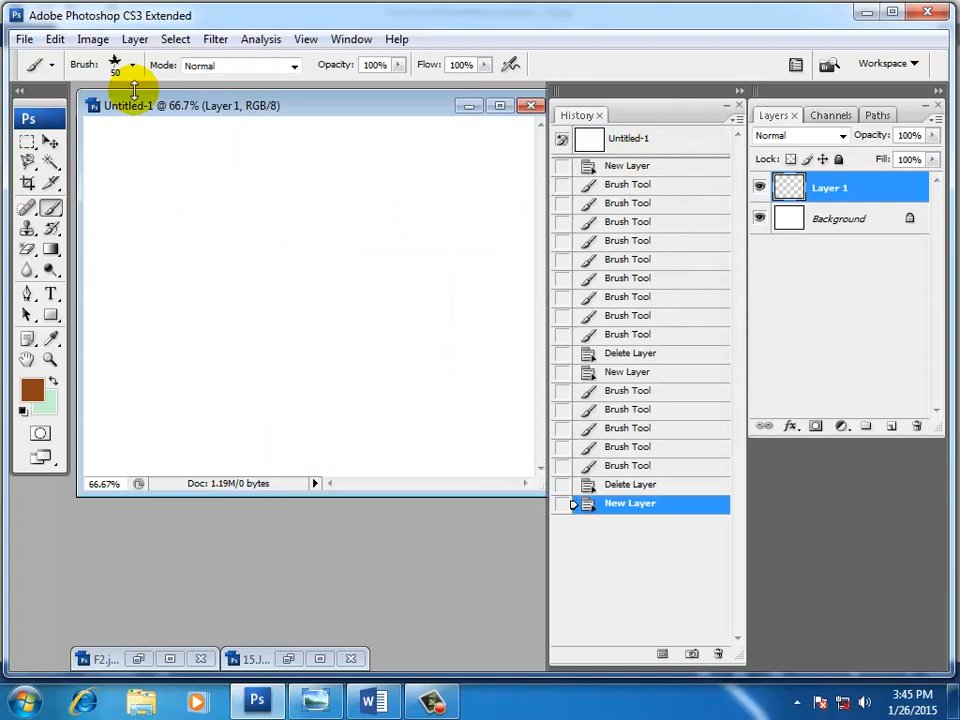 Ps Adobe Photoshop CS3 Extended
File Edit Image Layer Select Filter Analysis View Window Help
Brush: 50 Mode: Normal Opacity: 100% Flow: 100% Workspace
Ps
Untitled-1 @ 66.7% (Layer 1, RGB/8)
T
66.67% Doc: 1.19M/0 bytes
F2.j...
15.J...
History
Untitled-1
New Layer
Brush Tool
Brush Tool
Brush Tool
Brush Tool
Brush Tool
Brush Tool
Brush Tool
Brush Tool
Brush Tool
Delete Layer
New Layer
Brush Tool
Brush Tool
Brush Tool
Brush Tool
Brush Tool
Delete Layer
New Layer
Layers Channels Paths
Normal Opacity: 100%
Lock: Fill: 100%
Layer 1
Background
fx
Ps
W
3:45 PM
1/26/2015